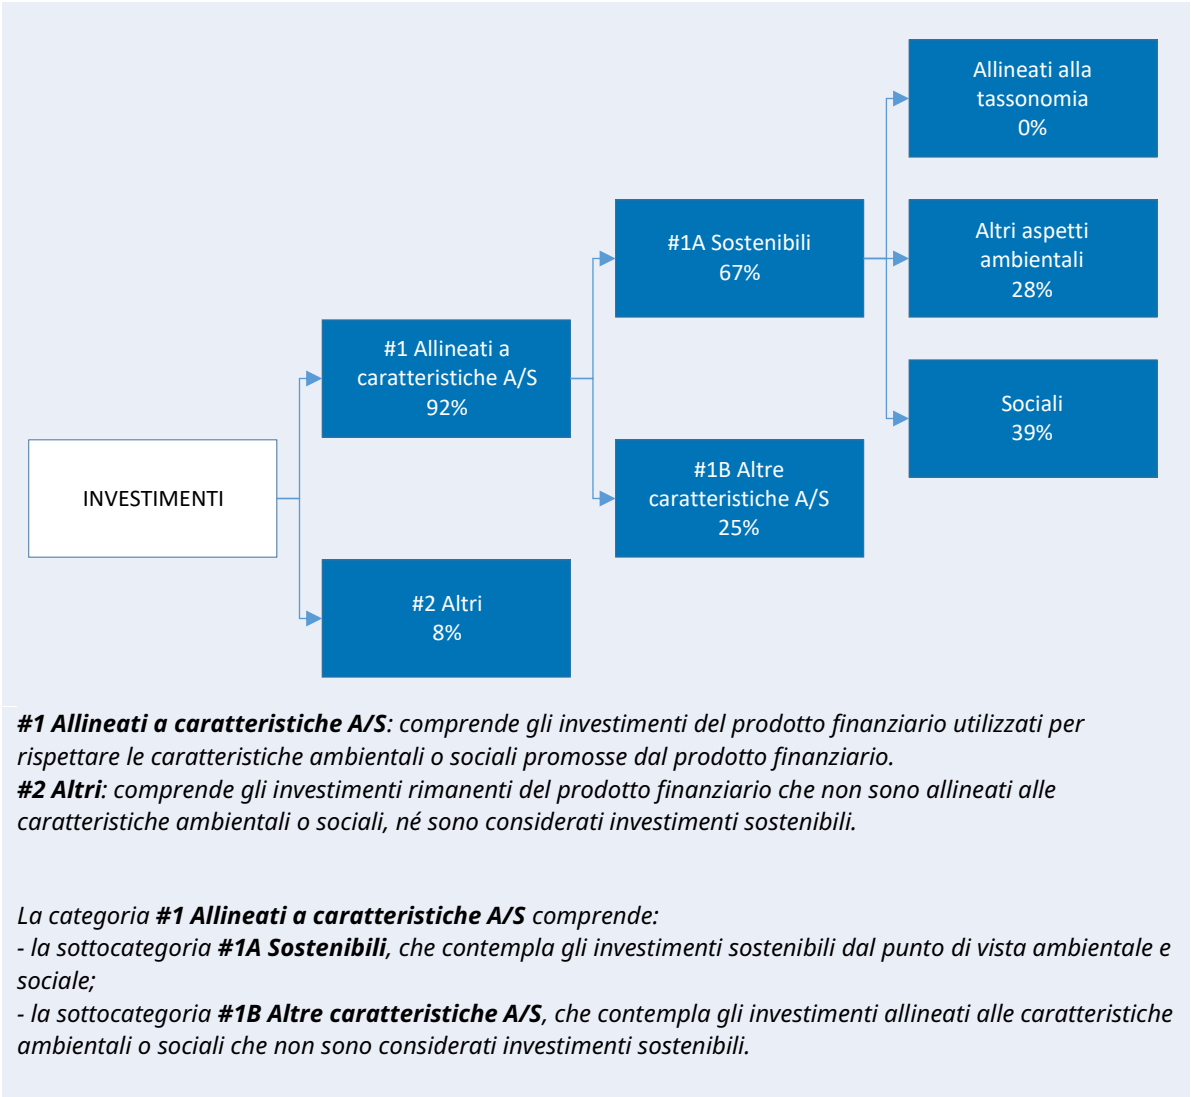 Allineati alla
tassonomia
0%
#1A Sostenibili
67%
Altri aspetti
ambientali
28%
#1 Allineati a
caratteristiche A/S
92%
Sociali
39%
INVESTIMENTI
#1B Altre
caratteristiche A/S
25%
#2 Altri
8%
#1 Allineati a caratteristiche A/S: comprende gli investimenti del prodotto finanziario utilizzati per
rispettare le caratteristiche ambientali o sociali promosse dal prodotto finanziario.
#2 Altri: comprende gli investimenti rimanenti del prodotto finanziario che non sono allineati alle
caratteristiche ambientali o sociali, né sono considerati investimenti sostenibili.
La categoria #1 Allineati a caratteristiche A/S comprende:
- la sottocategoria #1A Sostenibili, che contempla gli investimenti sostenibili dal punto di vista ambientale e
sociale;
- la sottocategoria #1B Altre caratteristiche A/S, che contempla gli investimenti allineati alle caratteristiche
ambientali o sociali che non sono considerati investimenti sostenibili.